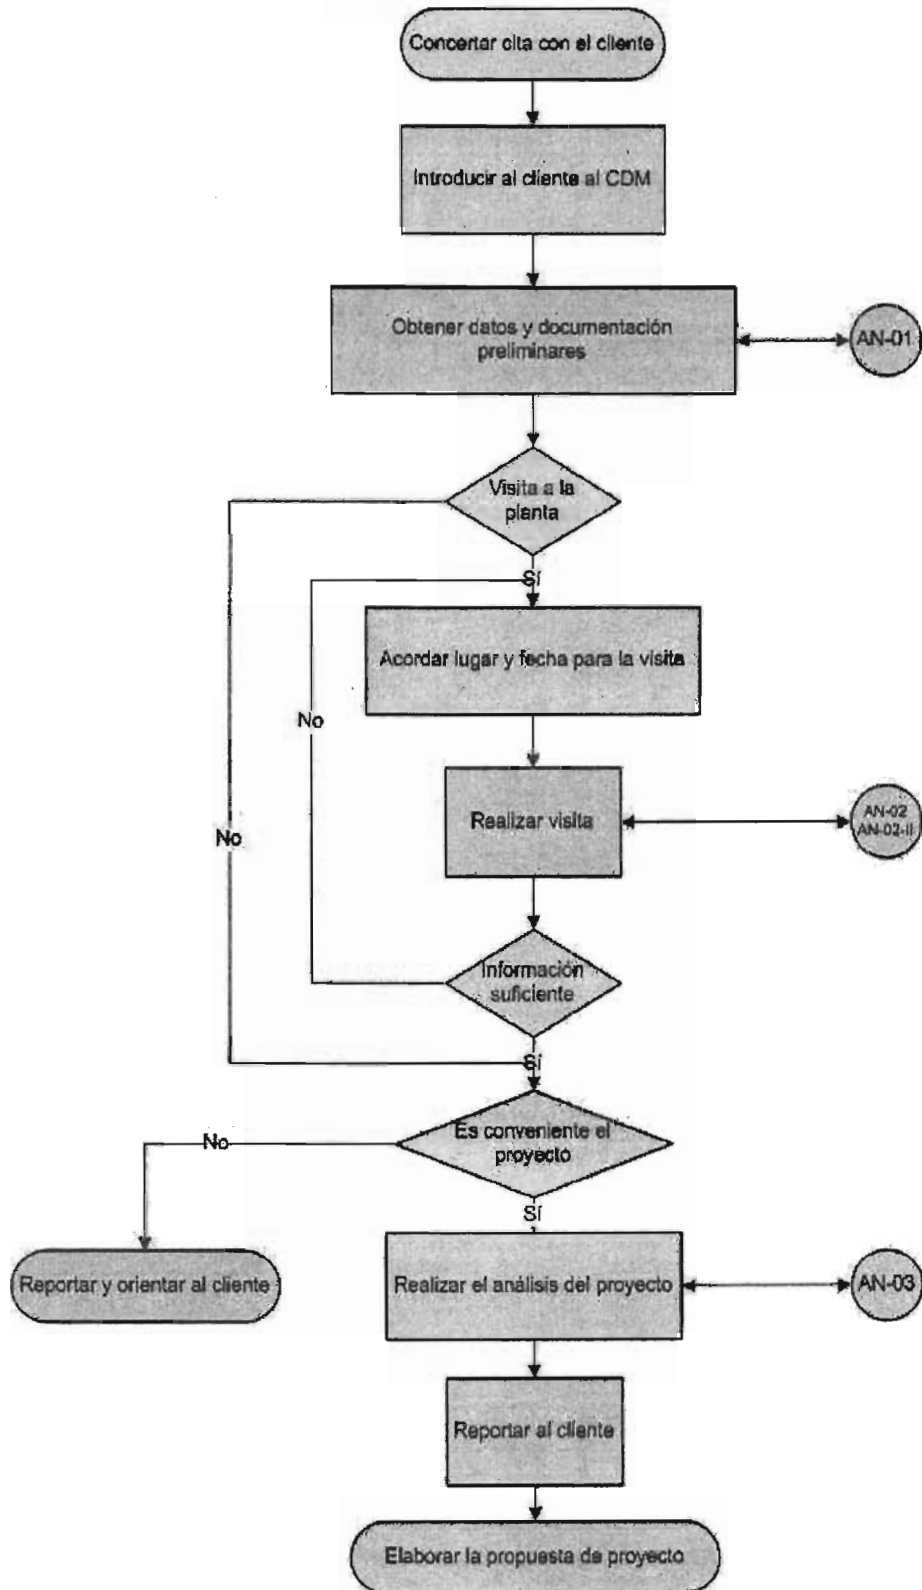 Concertar cita con el cliente
Introducir al cliente al CDM
Obtener datos y documentación
preliminares
AN-01
Visita a la
planta
Sí
Acordar lugar y fecha para la visita
No
Realizar visita
AN-02
AN-02-II
No
Información
suficiente
Sí
Es conveniente el
proyecto
No
Sí
Reportar y orientar al cliente
Realizar el análisis del proyecto
AN-03
Reportar al cliente
Elaborar la propuesta de proyecto